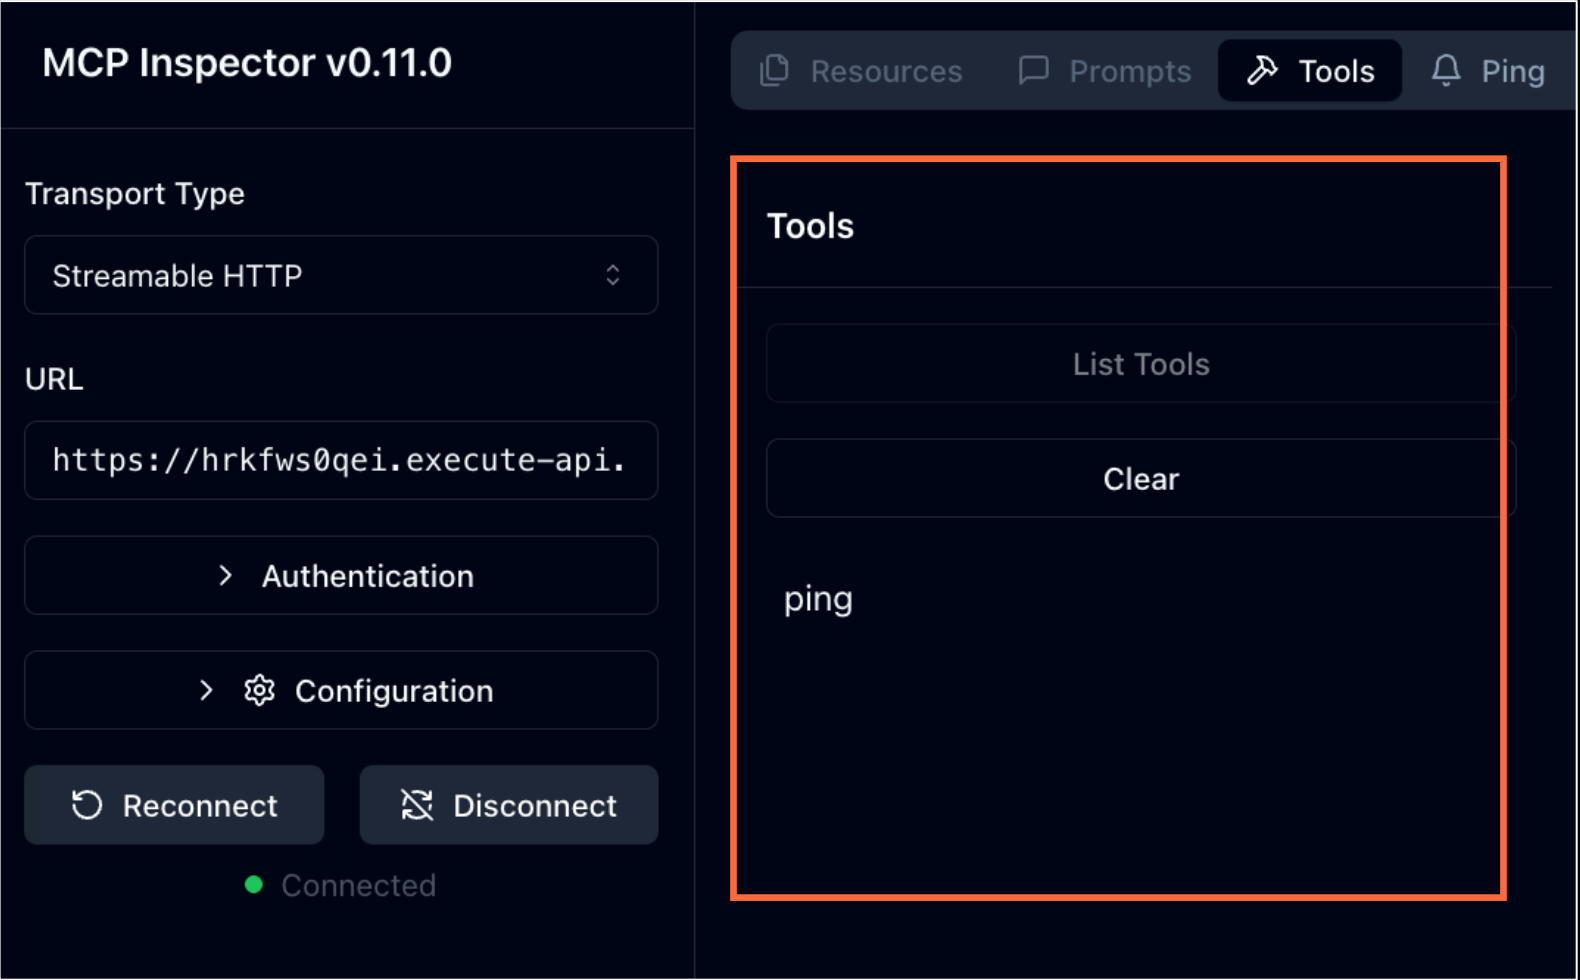 MCP Inspector v0.11.0
Transport Type
Streamable HTTP
URL
https://hrkfws0qei.execute-api.
Authentication
Configuration
Reconnect
Disconnect
Connected
Resources
Prompts
Tools
Ping
Tools
List Tools
Clear
ping